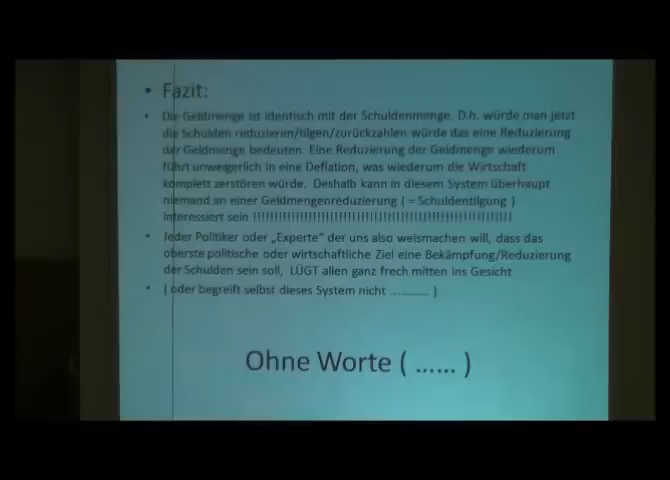 • Fazit:
• Die Geldmenge ist identisch mit der Schuldenmenge. D.h. würde man jetzt
die Schulden reduzieren/tilgen/zurückzahlen würde das eine Reduzierung
der Geldmenge bedeuten. Eine Reduzierung der Geldmenge wiederum
führt unweigerlich in eine Deflation, was wiederum die Wirtschaft
komplett zerstören würde. Deshalb kann in diesem System überhaupt
niemand an einer Geldmengenreduzierung ( = Schuldentilgung )
interessiert sein !!!!!!!!!!!!!!!!!!!!!!!!!!!!!!!!!!!!!!!!!!!!!!!!!!!!!!!!!!!!
• Jeder Politiker oder „Experte“ der uns also weismachen will, dass das
oberste politische oder wirtschaftliche Ziel eine Bekämpfung/Reduzierung
der Schulden sein soll, LÜGT allen ganz frech mitten ins Gesicht
• ( oder begreift selbst dieses System nicht ............ )
Ohne Worte ( ...... )